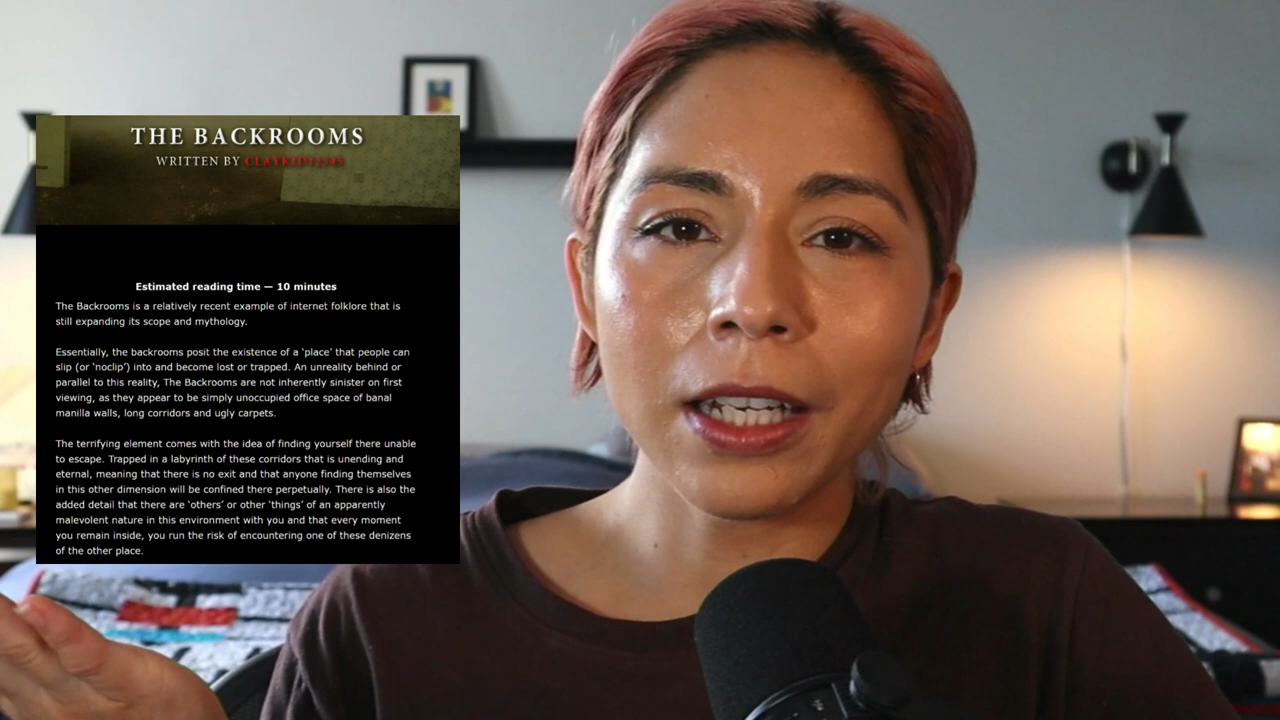 THE BACKROOMS
WRITTEN BY CLAYKIDY1505
Estimated reading time — 10 minutes
The Backrooms is a relatively recent example of internet folklore that is
still expanding its scope and mythology.
Essentially, the backrooms posit the existence of a ‘place’ that people can
slip (or ‘noclip’) into and become lost or trapped. An unreality behind or
parallel to this reality, The Backrooms are not inherently sinister on first
viewing, as they appear to be simply unoccupied office space of banal
manilla walls, long corridors and ugly carpets.
The terrifying element comes with the idea of finding yourself there unable
to escape. Trapped in a labyrinth of these corridors that is unending and
eternal, meaning that there is no exit and that anyone finding themselves
in this other dimension will be confined there perpetually. There is also the
added detail that there are ‘others’ or other ‘things’ of an apparently
malevolent nature in this environment with you and that every moment
you remain inside, you run the risk of encountering one of these denizens
of the other place.